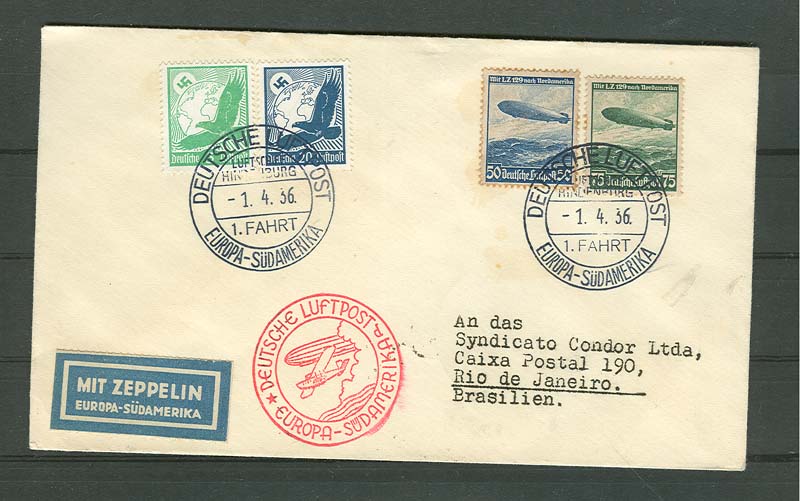 Deutsche Luftpost
20 Luftpost
Mit LZ 129 nach Nordamerika
50 Deutsche Luftpost 50
Mit LZ 129 nach Nordamerika
75 Deutsche Luftpost 75
DEUTSCHE LUFTPOST
HINDENBURG
- 1. 4. 36.
1. FAHRT
EUROPA-SÜDAMERIKA
DEUTSCHE LUFTPOST
HINDENBURG
- 1. 4. 36.
1. FAHRT
EUROPA-SÜDAMERIKA
DEUTSCHE LUFTPOST
EUROPA-SÜDAMERIKA
MIT ZEPPELIN
EUROPA-SÜDAMERIKA
An das
Syndicato Condor Ltda,
Caixa Postal 190,
Rio de Janeiro.
Brasilien.